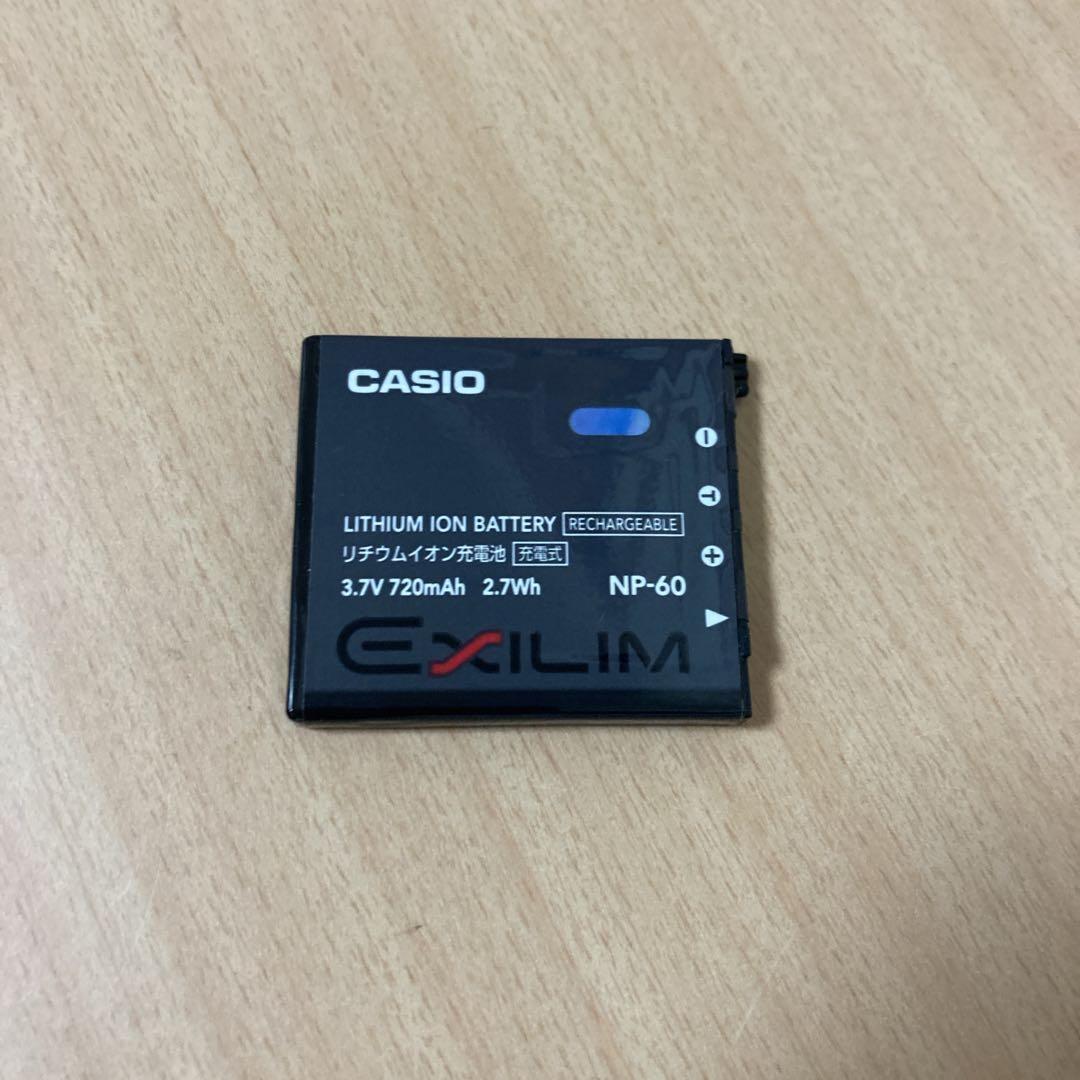 CASIO
LITHIUM ION BATTERY RECHARGEABLE
リチウムイオン充電池 充電式
3.7V 720mAh 2.7Wh NP-60
EXILIM
−
T
+